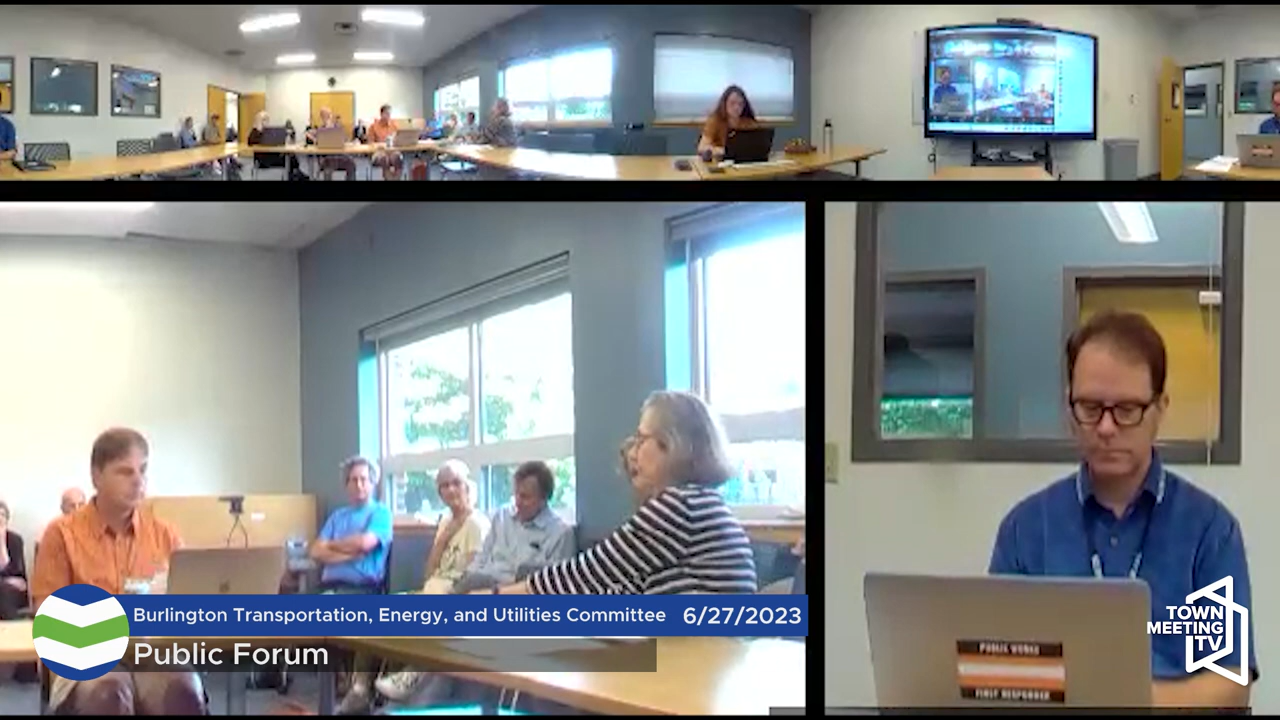 Burlington Transportation, Energy, and Utilities Committee 6/27/2023
Public Forum
TOWN
MEETING
TV
PUBLIC WORKS
FIRST RESPONDER